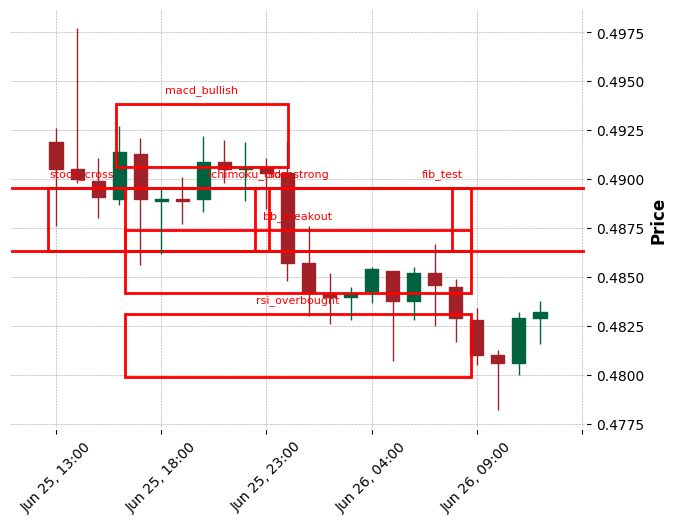 0.4975
0.4950
macd_bullish
0.4925
0.4900
fib_test
bb_breakout
0.4875
0.4850
rsi_overbought
0.4825
0.4800
0.4775
Price
Jun 25, 13:00
Jun 25, 18:00
Jun 25, 23:00
Jun 26, 04:00
Jun 26, 09:00